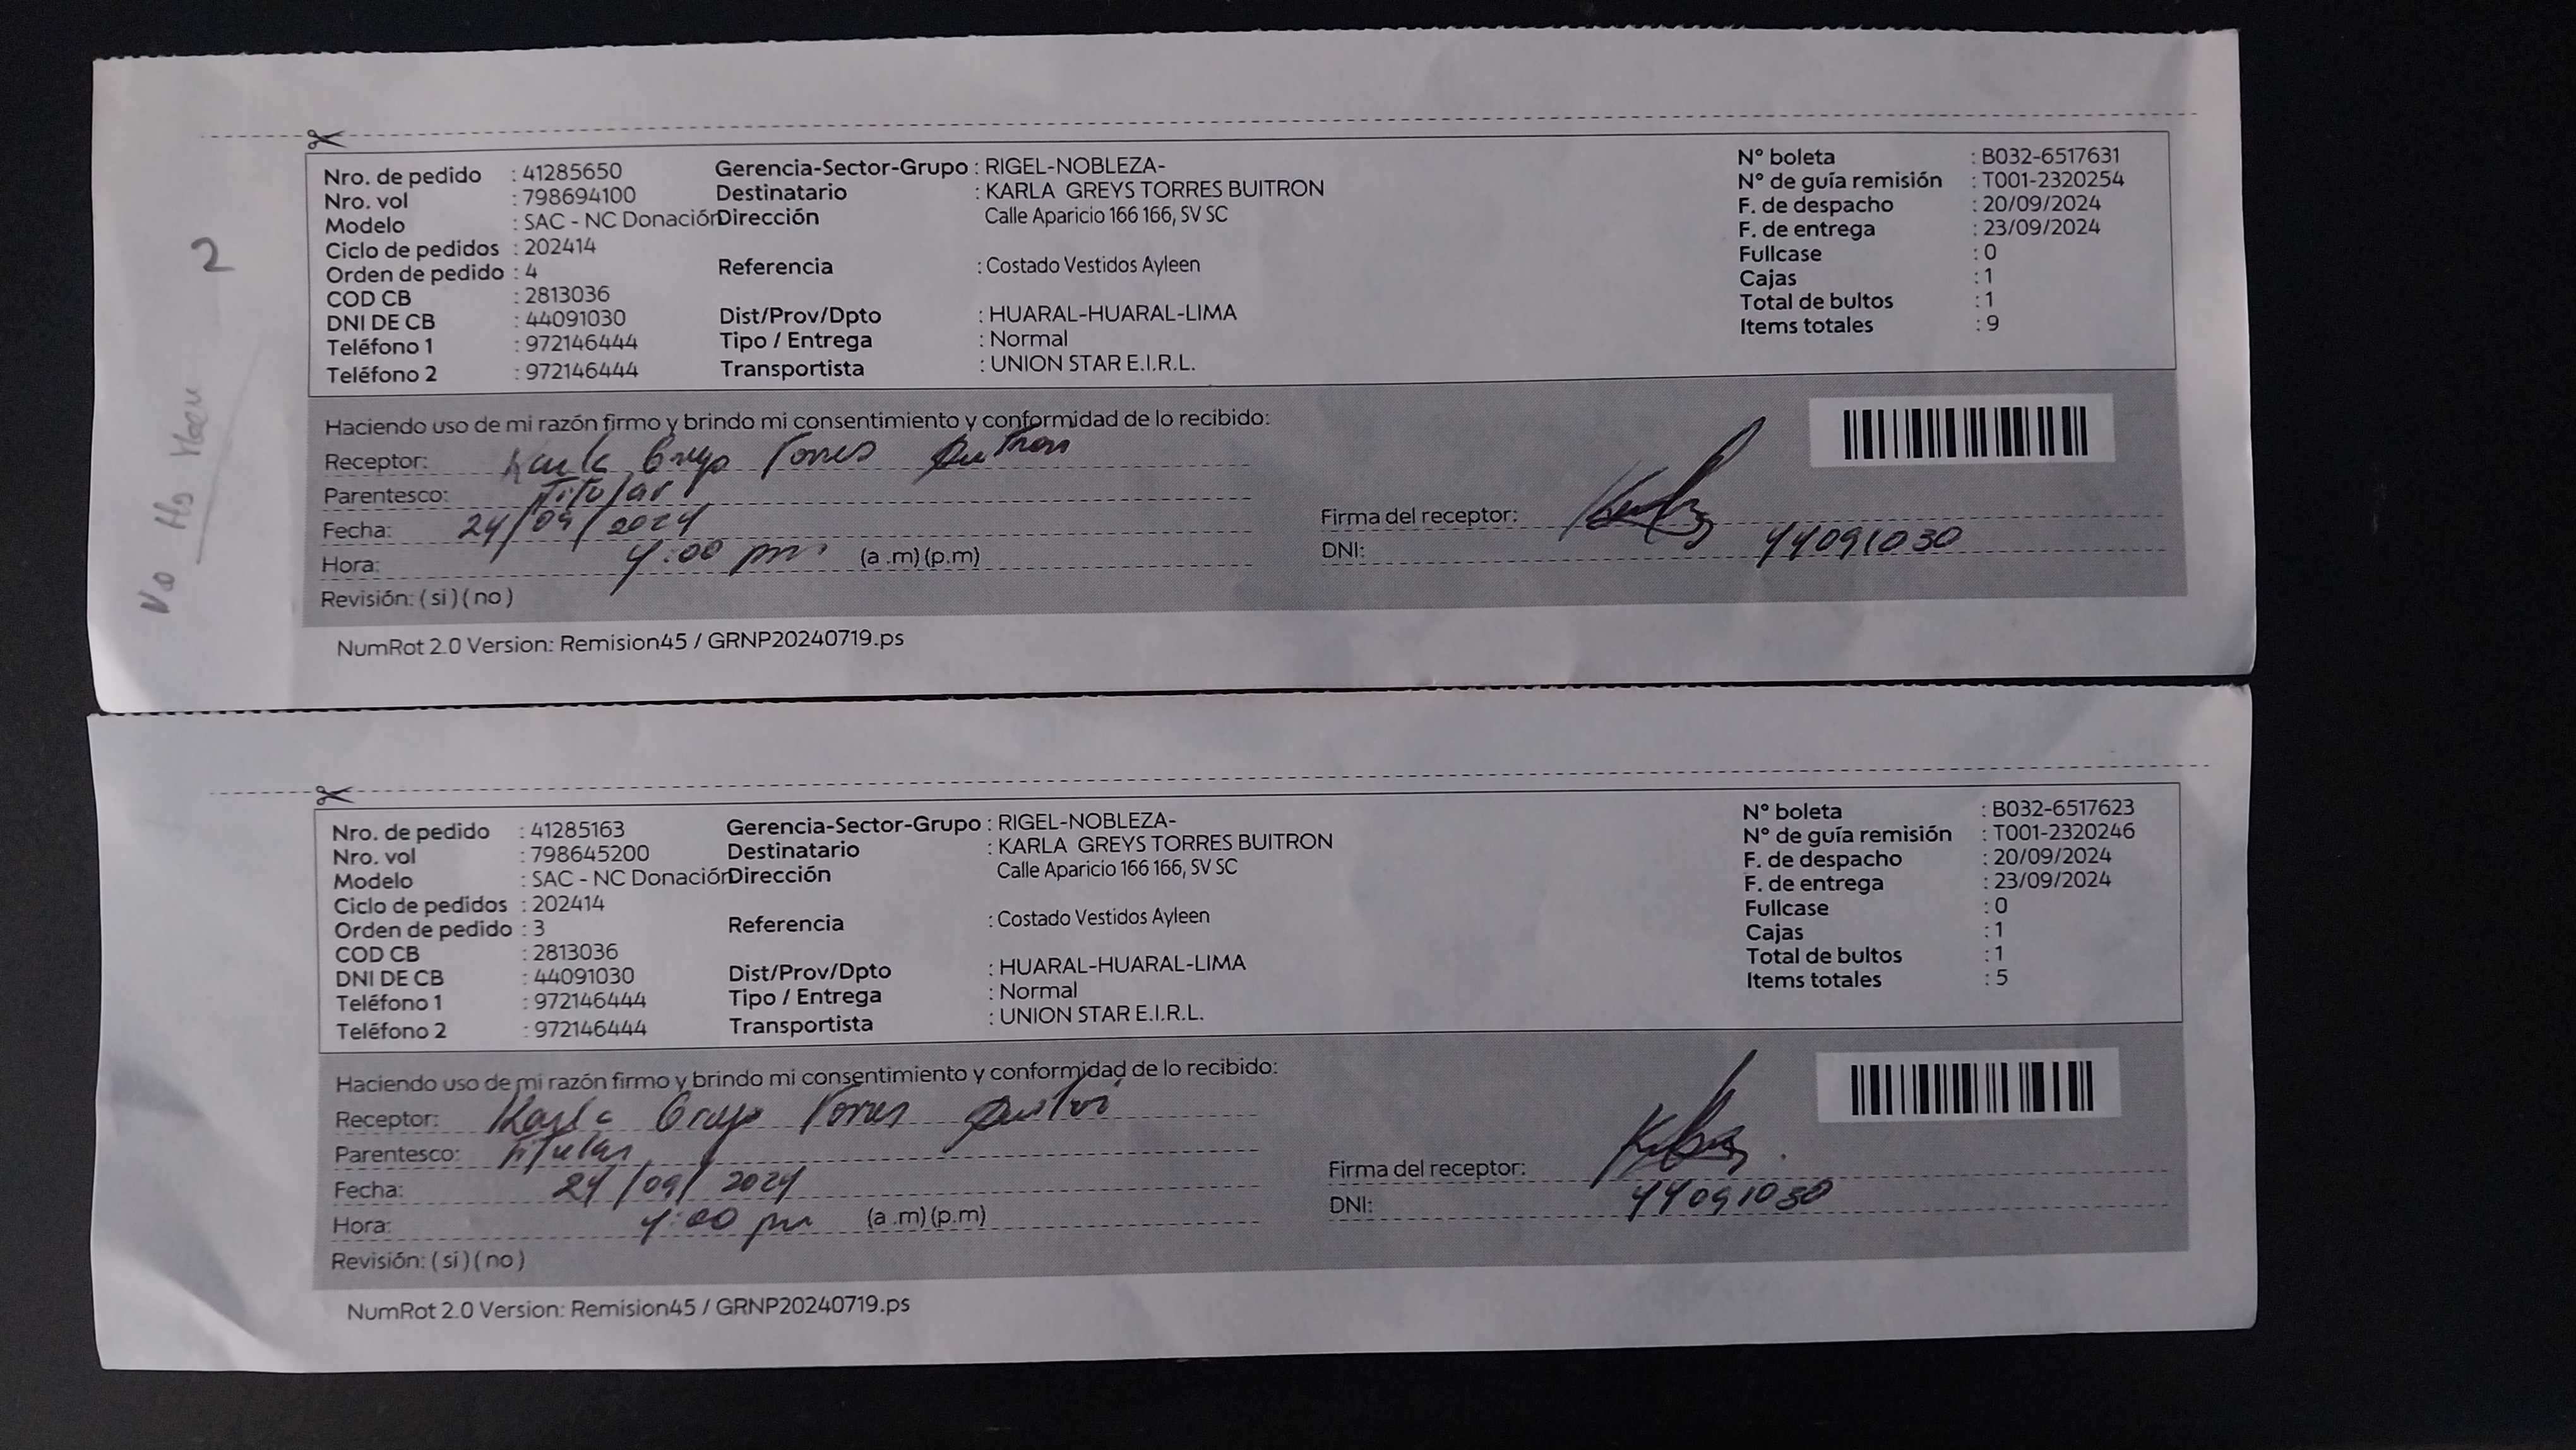 Nro. de pedido : 41285650 Gerencia-Sector-Grupo : RIGEL-NOBLEZA- N° boleta : B032-6517631
Nro. vol : 798694100 Destinatario : KARLA GREYS TORRES BUITRON N° de guía remisión : T001-2320254
Modelo : SAC - NC Donación Dirección Calle Aparicio 166 166, SV SC F. de despacho : 20/09/2024
Ciclo de pedidos : 202414 F. de entrega : 23/09/2024
Orden de pedido : 4 Referencia : Costado Vestidos Ayleen Fullcase : 0
COD CB : 2813036 Cajas : 1
DNI DE CB : 44091030 Dist/Prov/Dpto : HUARAL-HUARAL-LIMA Total de bultos : 1
Teléfono 1 : 972146444 Tipo / Entrega : Normal Items totales : 9
Teléfono 2 : 972146444 Transportista : UNION STAR E.I.R.L.
2
Haciendo uso de mi razón firmo y brindo mi consentimiento y conformidad de lo recibido:
Receptor: Karla Greys Torres Buitron
Parentesco: Titular
Fecha: 24/09/2024 Firma del receptor:
Hora: 4:00 pm (a .m) (p.m) DNI: 44091030
Revisión: ( si ) ( no )
NumRot 2.0 Version: Remision45 / GRNP20240719.ps
Nro. de pedido : 41285163 Gerencia-Sector-Grupo : RIGEL-NOBLEZA- N° boleta : B032-6517623
Nro. vol : 798645200 Destinatario : KARLA GREYS TORRES BUITRON N° de guía remisión : T001-2320246
Modelo : SAC - NC Donación Dirección Calle Aparicio 166 166, SV SC F. de despacho : 20/09/2024
Ciclo de pedidos : 202414 F. de entrega : 23/09/2024
Orden de pedido : 3 Referencia : Costado Vestidos Ayleen Fullcase : 0
COD CB : 2813036 Cajas : 1
DNI DE CB : 44091030 Dist/Prov/Dpto : HUARAL-HUARAL-LIMA Total de bultos : 1
Teléfono 1 : 972146444 Tipo / Entrega : Normal Items totales : 5
Teléfono 2 : 972146444 Transportista : UNION STAR E.I.R.L.
Haciendo uso de mi razón firmo y brindo mi consentimiento y conformidad de lo recibido:
Receptor: Karla Greys Torres Buitron
Parentesco: Titular
Fecha: 24/09/2024 Firma del receptor:
Hora: 4:00 pm (a .m) (p.m) DNI: 44091030
Revisión: ( si ) ( no )
NumRot 2.0 Version: Remision45 / GRNP20240719.ps